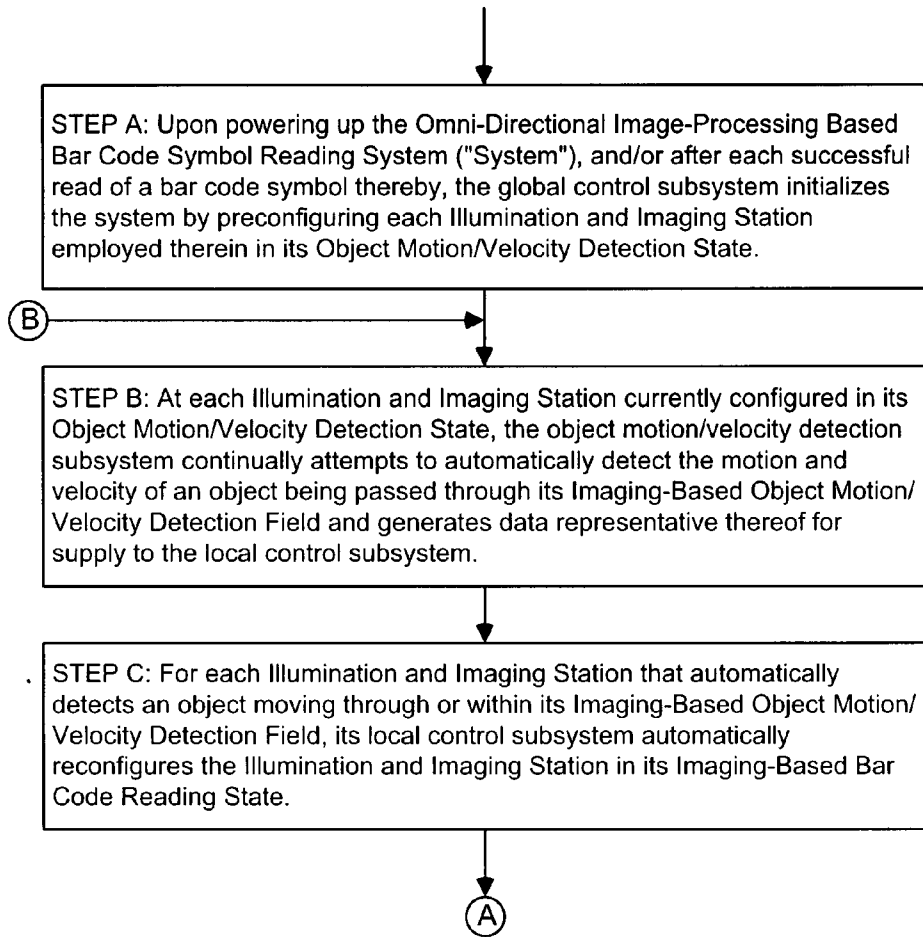 STEP A: Upon powering up the Omni-Directional Image-Processing Based
Bar Code Symbol Reading System ("System"), and/or after each successful
read of a bar code symbol thereby, the global control subsystem initializes
the system by preconfiguring each Illumination and Imaging Station
employed therein in its Object Motion/Velocity Detection State.
B
STEP B: At each Illumination and Imaging Station currently configured in its
Object Motion/Velocity Detection State, the object motion/velocity detection
subsystem continually attempts to automatically detect the motion and
velocity of an object being passed through its Imaging-Based Object Motion/
Velocity Detection Field and generates data representative thereof for
supply to the local control subsystem.
STEP C: For each Illumination and Imaging Station that automatically
detects an object moving through or within its Imaging-Based Object Motion/
Velocity Detection Field, its local control subsystem automatically
reconfigures the Illumination and Imaging Station in its Imaging-Based Bar
Code Reading State.
A